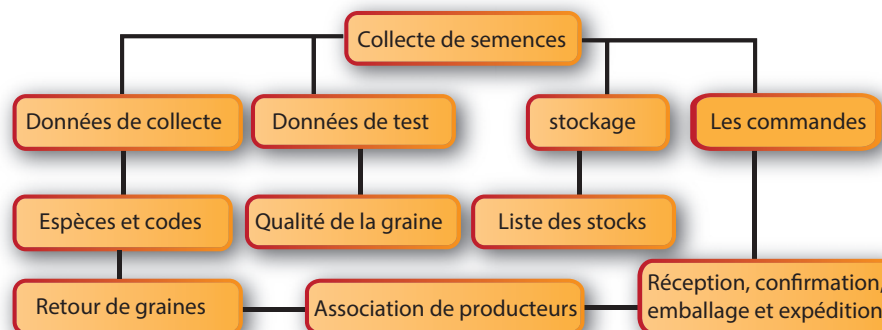 Collecte de semences
Données de collecte
Données de test
stockage
Les commandes
Espèces et codes
Qualité de la graine
Liste des stocks
Retour de graines
Association de producteurs
Réception, confirmation,
emballage et expédition